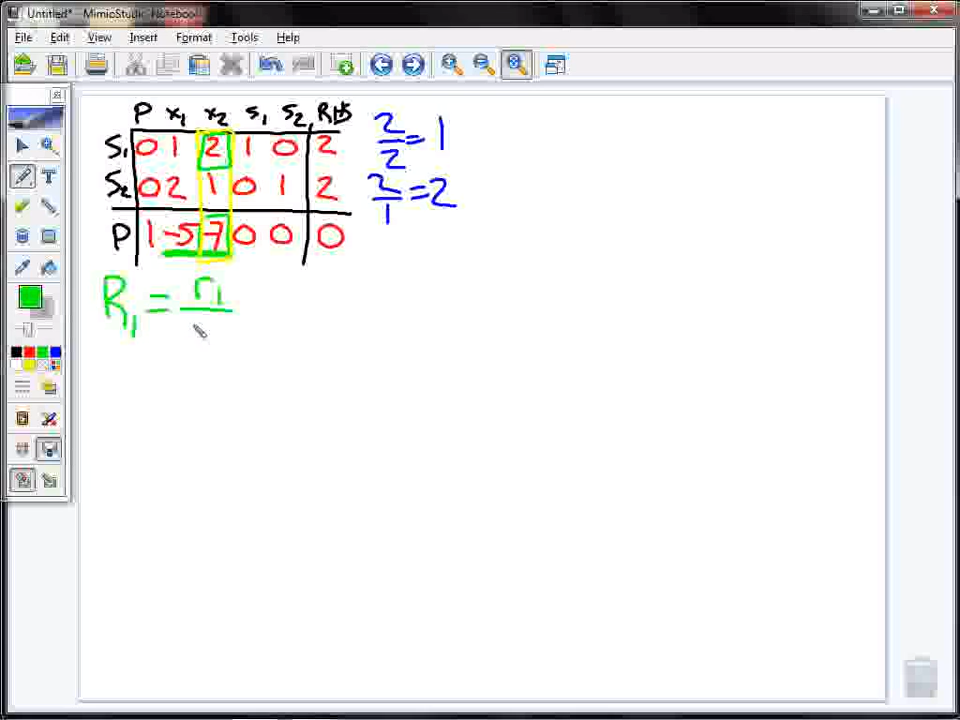 Untitled* - MimioStudio Notebook
File Edit View Insert Format Tools Help
P x₁ x₂ s₁ s₂ RHS
S₁ 0 1 2 1 0 2
S₂ 0 2 1 0 1 2
P 1 -5 -7 0 0 0
2/2 = 1
2/1 = 2
R₁ = r₁